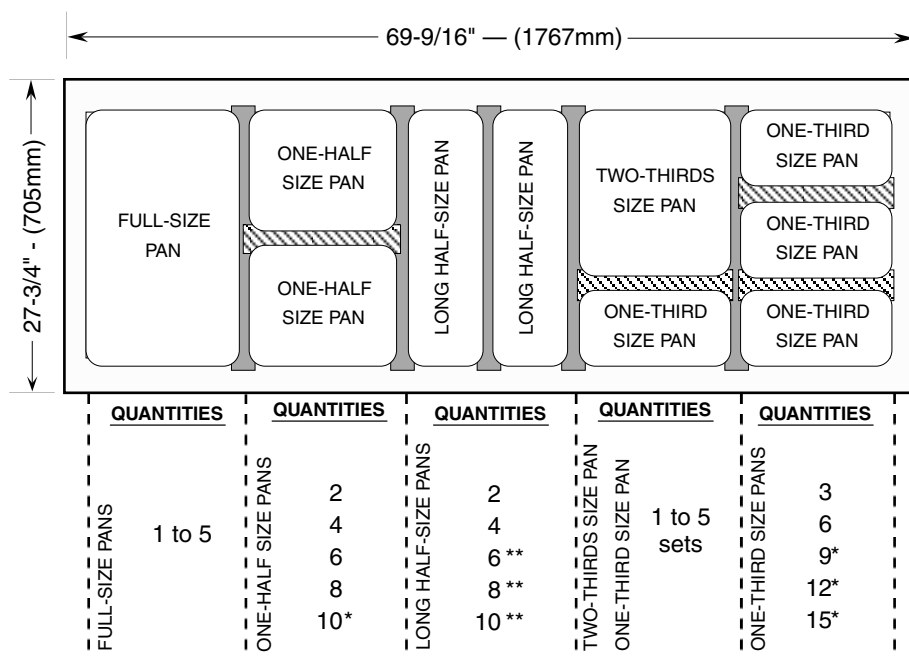 69-9/16" — (1767mm)
27-3/4" - (705mm)
FULL-SIZE
PAN
ONE-HALF
SIZE PAN
ONE-HALF
SIZE PAN
LONG HALF-SIZE PAN
LONG HALF-SIZE PAN
TWO-THIRDS
SIZE PAN
ONE-THIRD
SIZE PAN
ONE-THIRD
SIZE PAN
ONE-THIRD
SIZE PAN
ONE-THIRD
SIZE PAN
QUANTITIES
FULL-SIZE PANS
1 to 5
QUANTITIES
ONE-HALF SIZE PANS
2
4
6
8
10*
QUANTITIES
LONG HALF-SIZE PANS
2
4
6**
8**
10**
QUANTITIES
TWO-THIRDS SIZE PAN
ONE-THIRD SIZE PAN
1 to 5
sets
QUANTITIES
ONE-THIRD SIZE PANS
3
6
9*
12*
15*